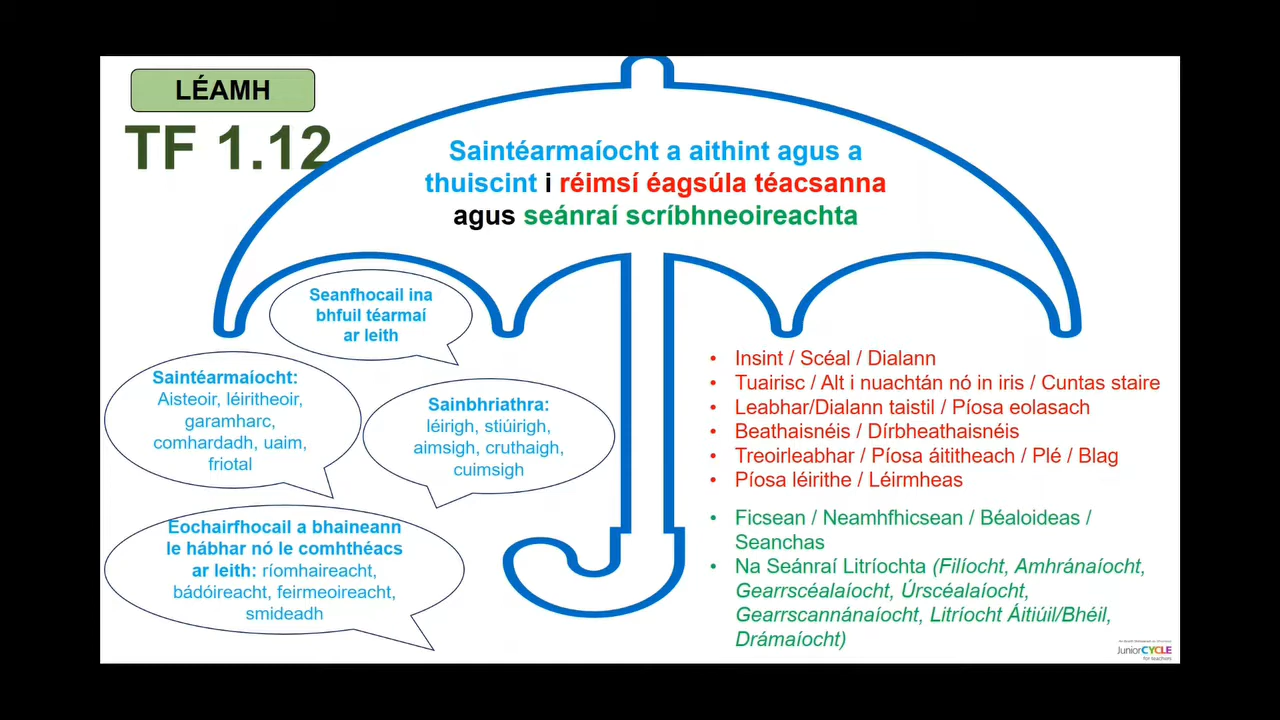 LÉAMH
TF 1.12
Saintéarmaíocht a aithint agus a
thuiscint i réimsí éagsúla téacsanna
agus seánraí scríbhneoireachta
Seanfhocail ina
bhfuil téarmaí
ar leith
Saintéarmaíocht:
Aisteoir, léiritheoir,
garamharc,
comhardadh, uaim,
friotal
Sainbhriathra:
léirigh, stiúirigh,
aimsigh, cruthaigh,
cuimsigh
Eochairfhocail a bhaineann
le hábhar nó le comhthéacs
ar leith: ríomhaireacht,
bádóireacht, feirmeoireacht,
smideadh
• Insint / Scéal / Dialann
• Tuairisc / Alt i nuachtán nó in iris / Cuntas staire
• Leabhar/Dialann taistil / Píosa eolasach
• Beathaisnéis / Dírbheathaisnéis
• Treoirleabhar / Píosa áititheach / Plé / Blag
• Píosa léirithe / Léirmheas
• Ficsean / Neamhfhicsean / Béaloideas /
Seanchas
• Na Seánraí Litríochta (Filíocht, Amhránaíocht,
Gearrscéalaíocht, Úrscéalaíocht,
Gearrscannánaíocht, Litríocht Áitiúil/Bhéil,
Drámaíocht)
JuniorCYCLE
for teachers